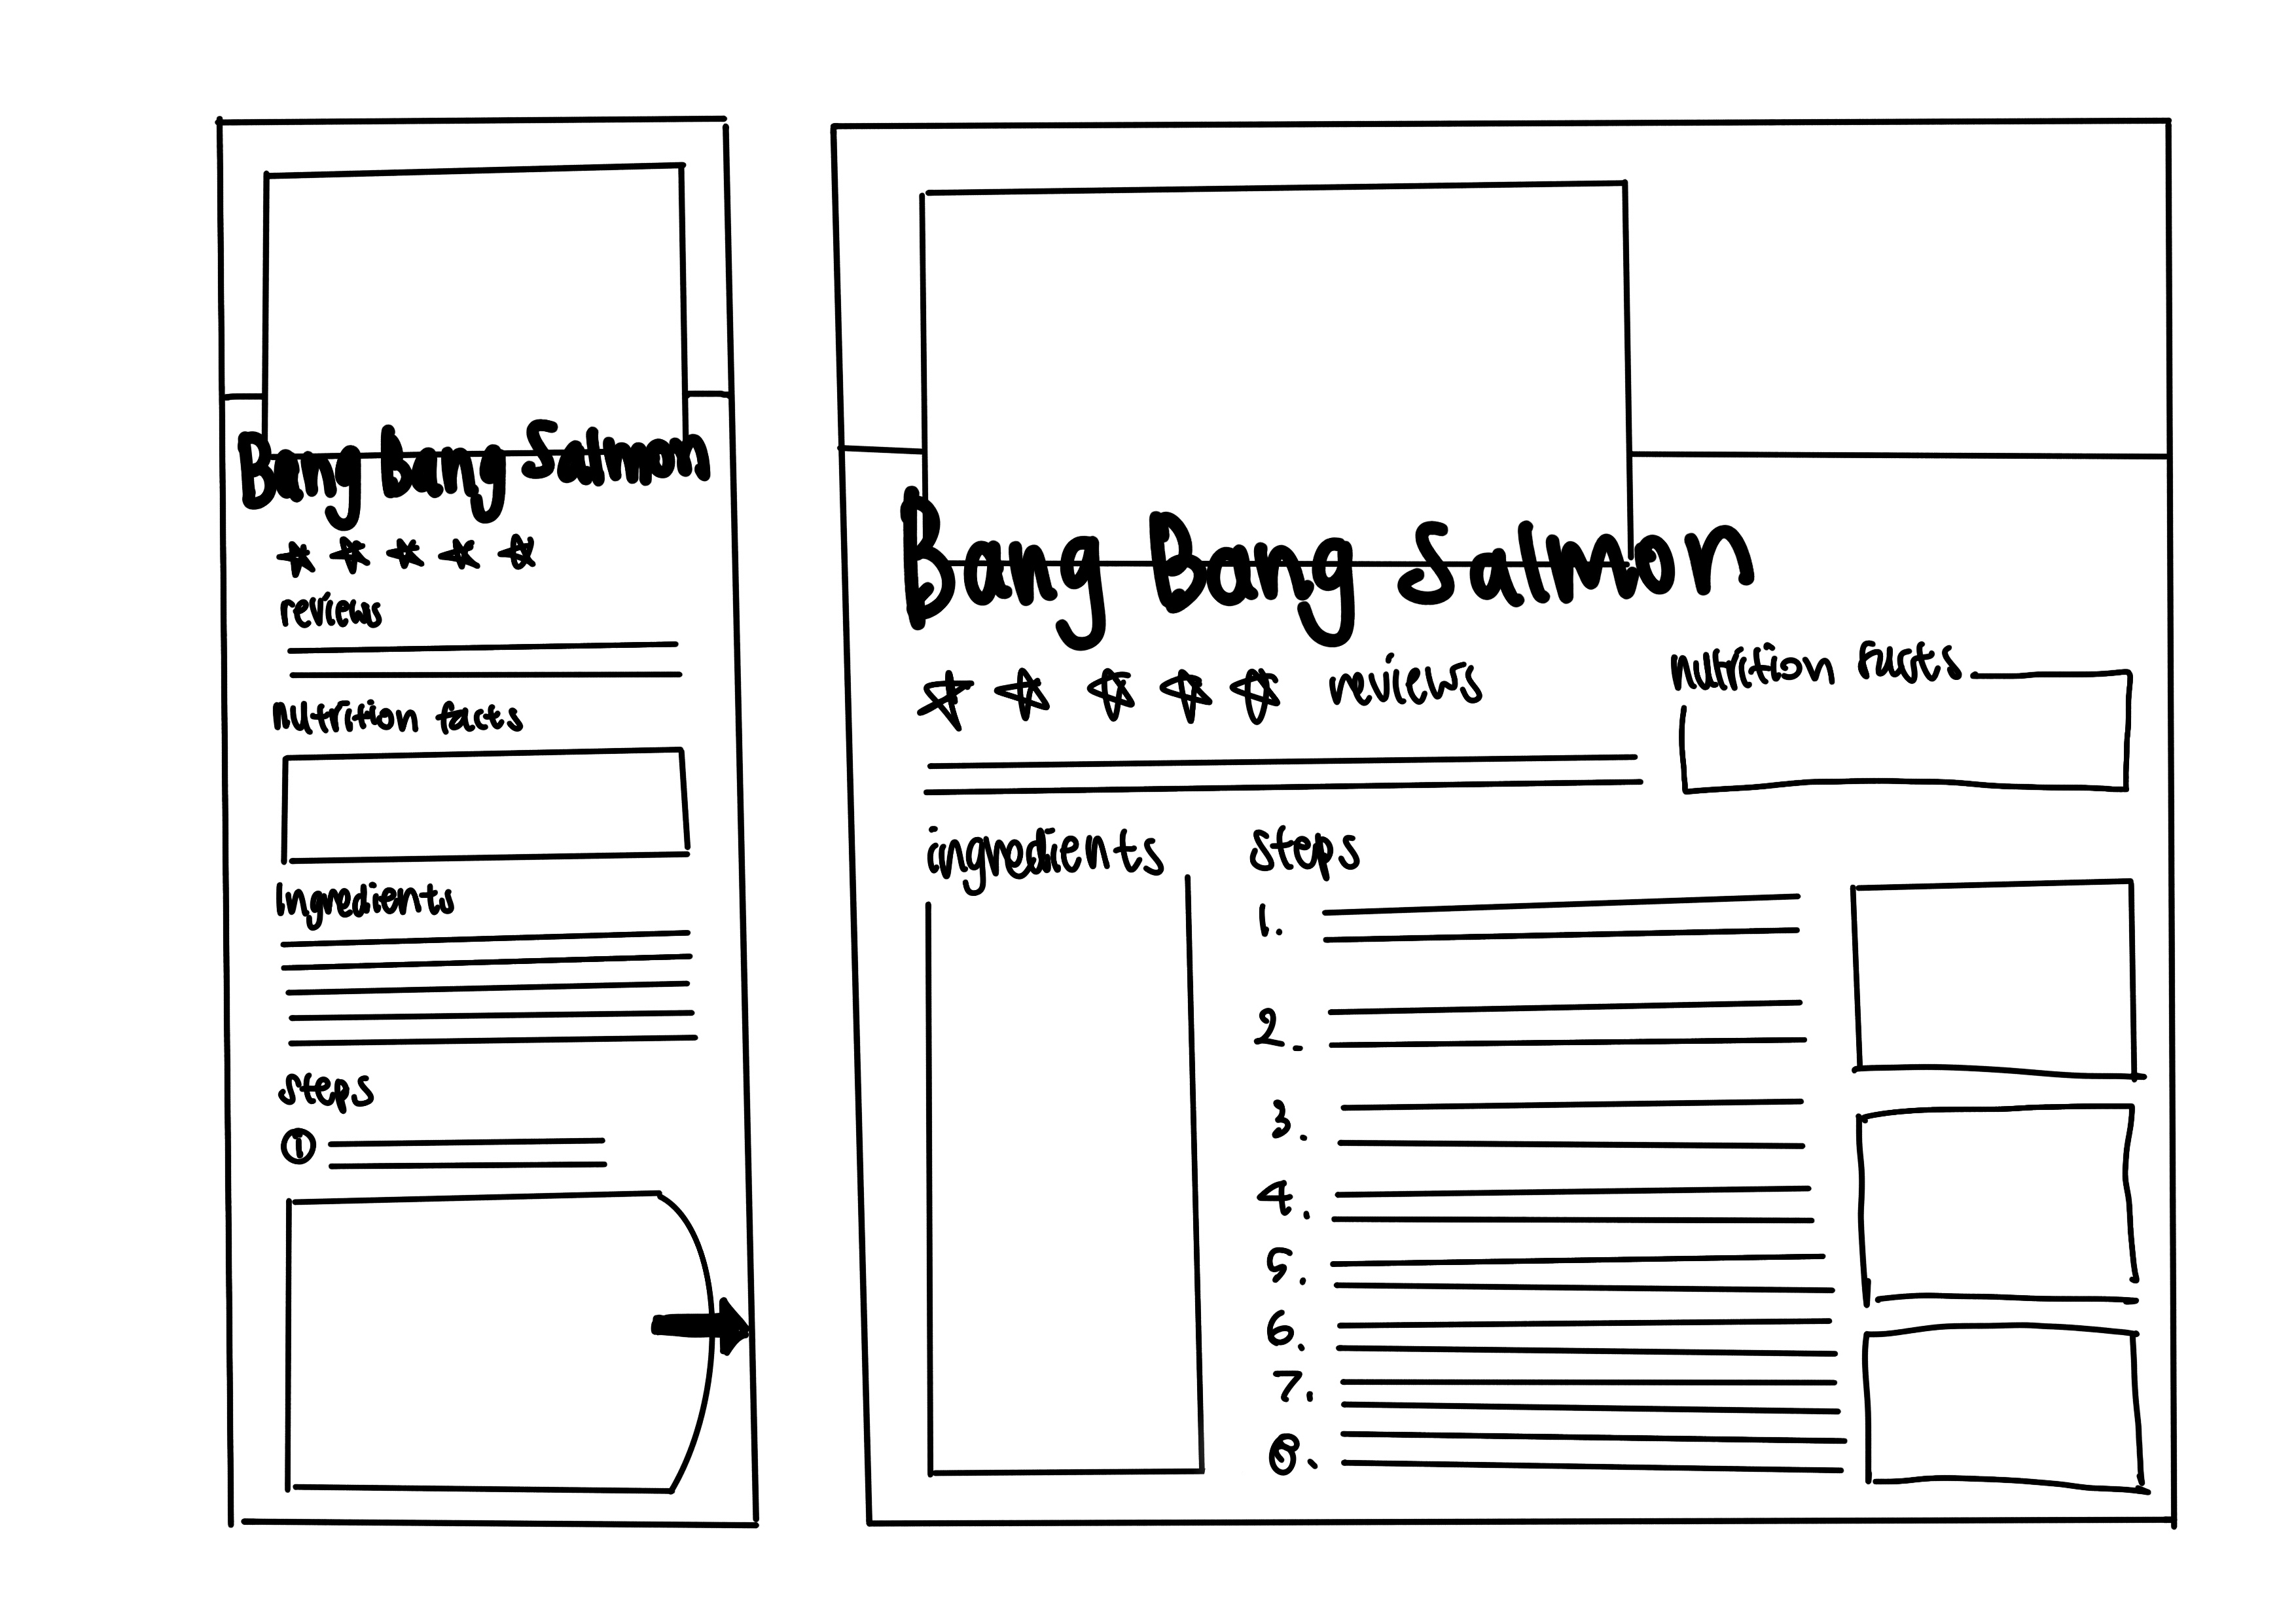 Bang bang Salmon
reviews
nutrition facts
Ingredients
steps
1
Bang Bang Salmon
reviews
nutrition facts
ingredients
steps
1.
2.
3.
4.
5.
6.
7.
8.